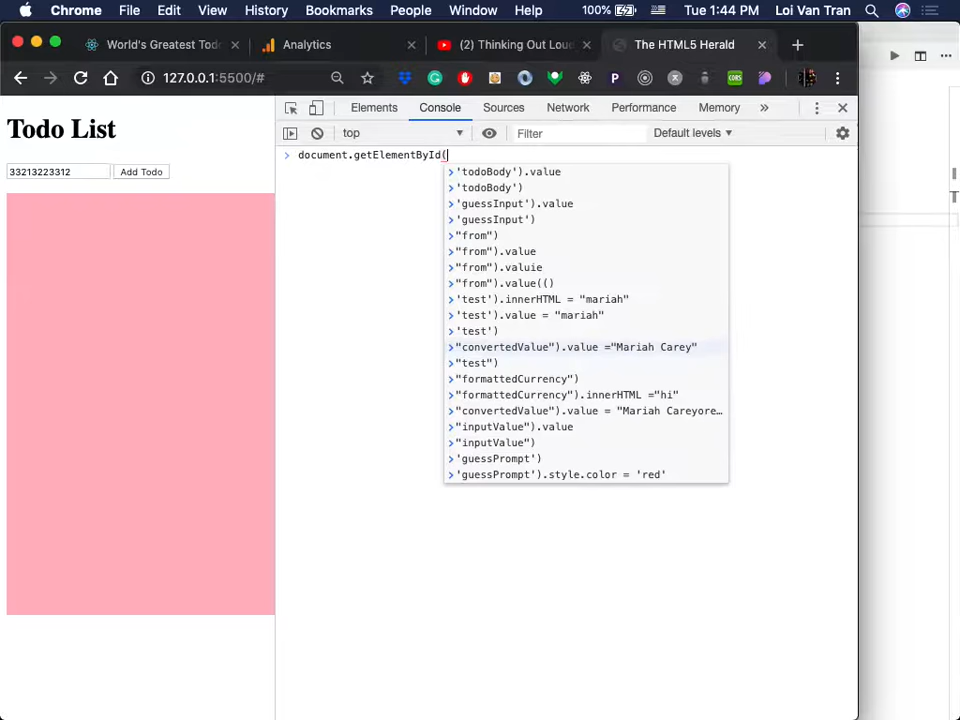 Chrome File Edit View History Bookmarks People Window Help 100% Tue 1:44 PM Loi Van Tran
World's Greatest Todo
Analytics
(2) Thinking Out Loud
The HTML5 Herald
127.0.0.1:5500/#
CORS
Elements Console Sources Network Performance Memory
top Filter Default levels
Todo List
33213223312 Add Todo
document.getElementById(
'todoBody').value
'todoBody')
'guessInput').value
'guessInput')
"from")
"from").value
"from").valuie
"from").value(()
'test').innerHTML = "mariah"
'test').value = "mariah"
'test')
"convertedValue").value ="Mariah Carey"
"test")
"formattedCurrency")
"formattedCurrency").innerHTML ="hi"
"convertedValue").value = "Mariah Careyore…
"inputValue").value
"inputValue")
'guessPrompt')
'guessPrompt').style.color = 'red'